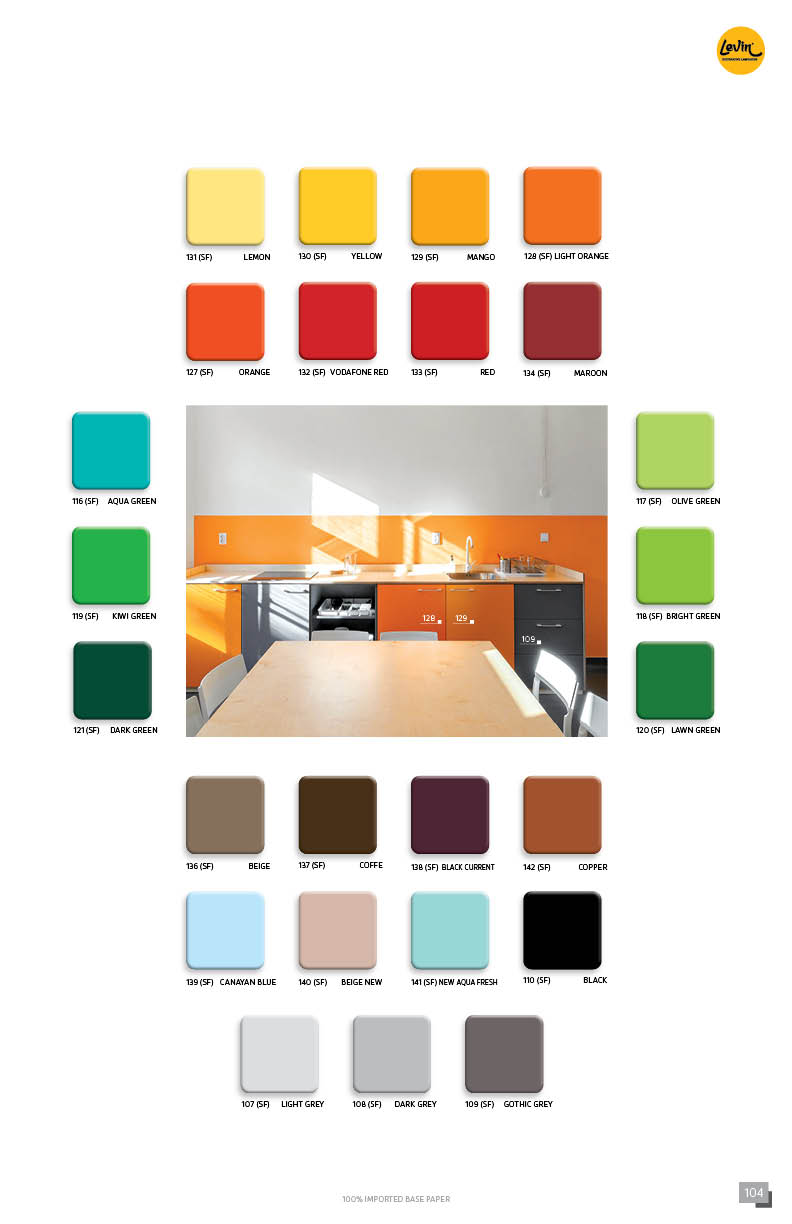 Levin
DECORATIVE LAMINATES
131 (SF) LEMON
130 (SF) YELLOW
129 (SF) MANGO
128 (SF) LIGHT ORANGE
127 (SF) ORANGE
132 (SF) VODAFONE RED
133 (SF) RED
134 (SF) MAROON
116 (SF) AQUA GREEN
117 (SF) OLIVE GREEN
119 (SF) KIWI GREEN
118 (SF) BRIGHT GREEN
128
129
109
121 (SF) DARK GREEN
120 (SF) LAWN GREEN
136 (SF) BEIGE
137 (SF) COFFE
138 (SF) BLACK CURRENT
142 (SF) COPPER
139 (SF) CANAYAN BLUE
140 (SF) BEIGE NEW
141 (SF) NEW AQUA FRESH
110 (SF) BLACK
107 (SF) LIGHT GREY
108 (SF) DARK GREY
109 (SF) GOTHIC GREY
100% IMPORTED BASE PAPER
104